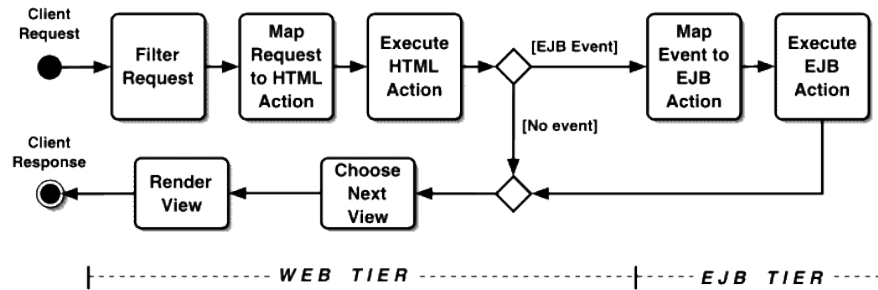 Client
Request
Filter
Request
Map
Request
to HTML
Action
Execute
HTML
Action
[EJB Event]
Map
Event to
EJB
Action
Execute
EJB
Action
[No event]
Client
Response
Render
View
Choose
Next
View
WEB TIER
EJB TIER